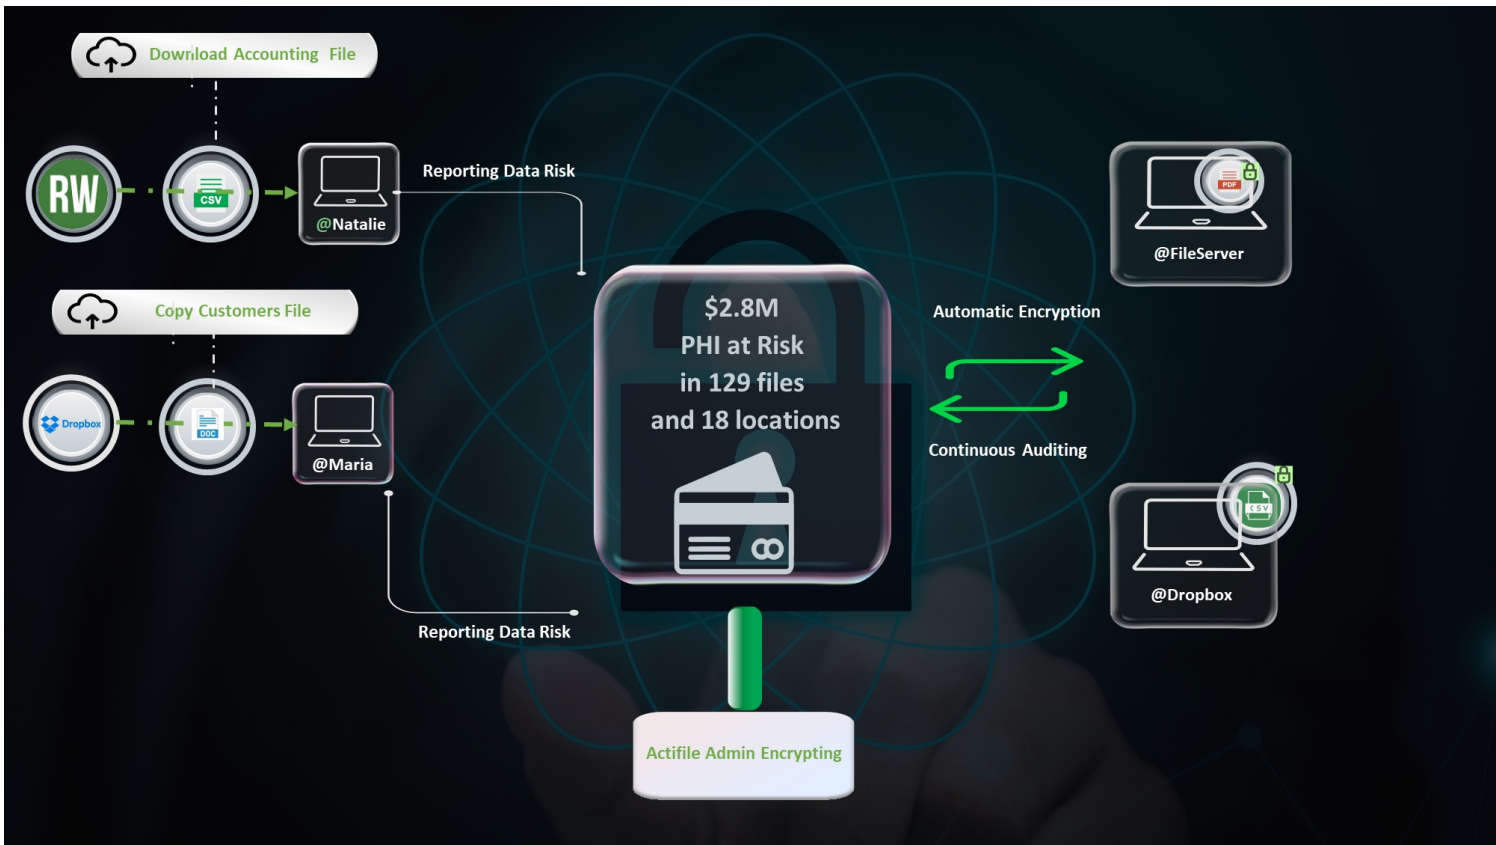 Download Accounting File
RW
CSV
@Natalie
Reporting Data Risk
Copy Customers File
Dropbox
DOC
@Maria
Reporting Data Risk
$2.8M
PHI at Risk
in 129 files
and 18 locations
Actifile Admin Encrypting
Automatic Encryption
Continuous Auditing
PDF
@FileServer
CSV
@Dropbox